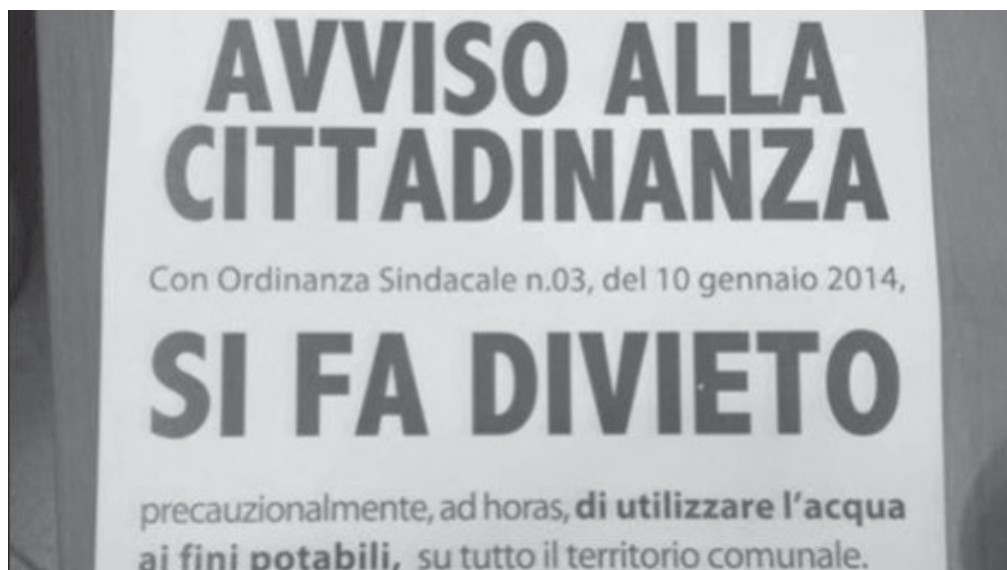 AVVISO ALLA
CITTADINANZA
Con Ordinanza Sindacale n.03, del 10 gennaio 2014,
SI FA DIVIETO
precauzionalmente, ad horas, di utilizzare l'acqua
ai fini potabili, su tutto il territorio comunale.